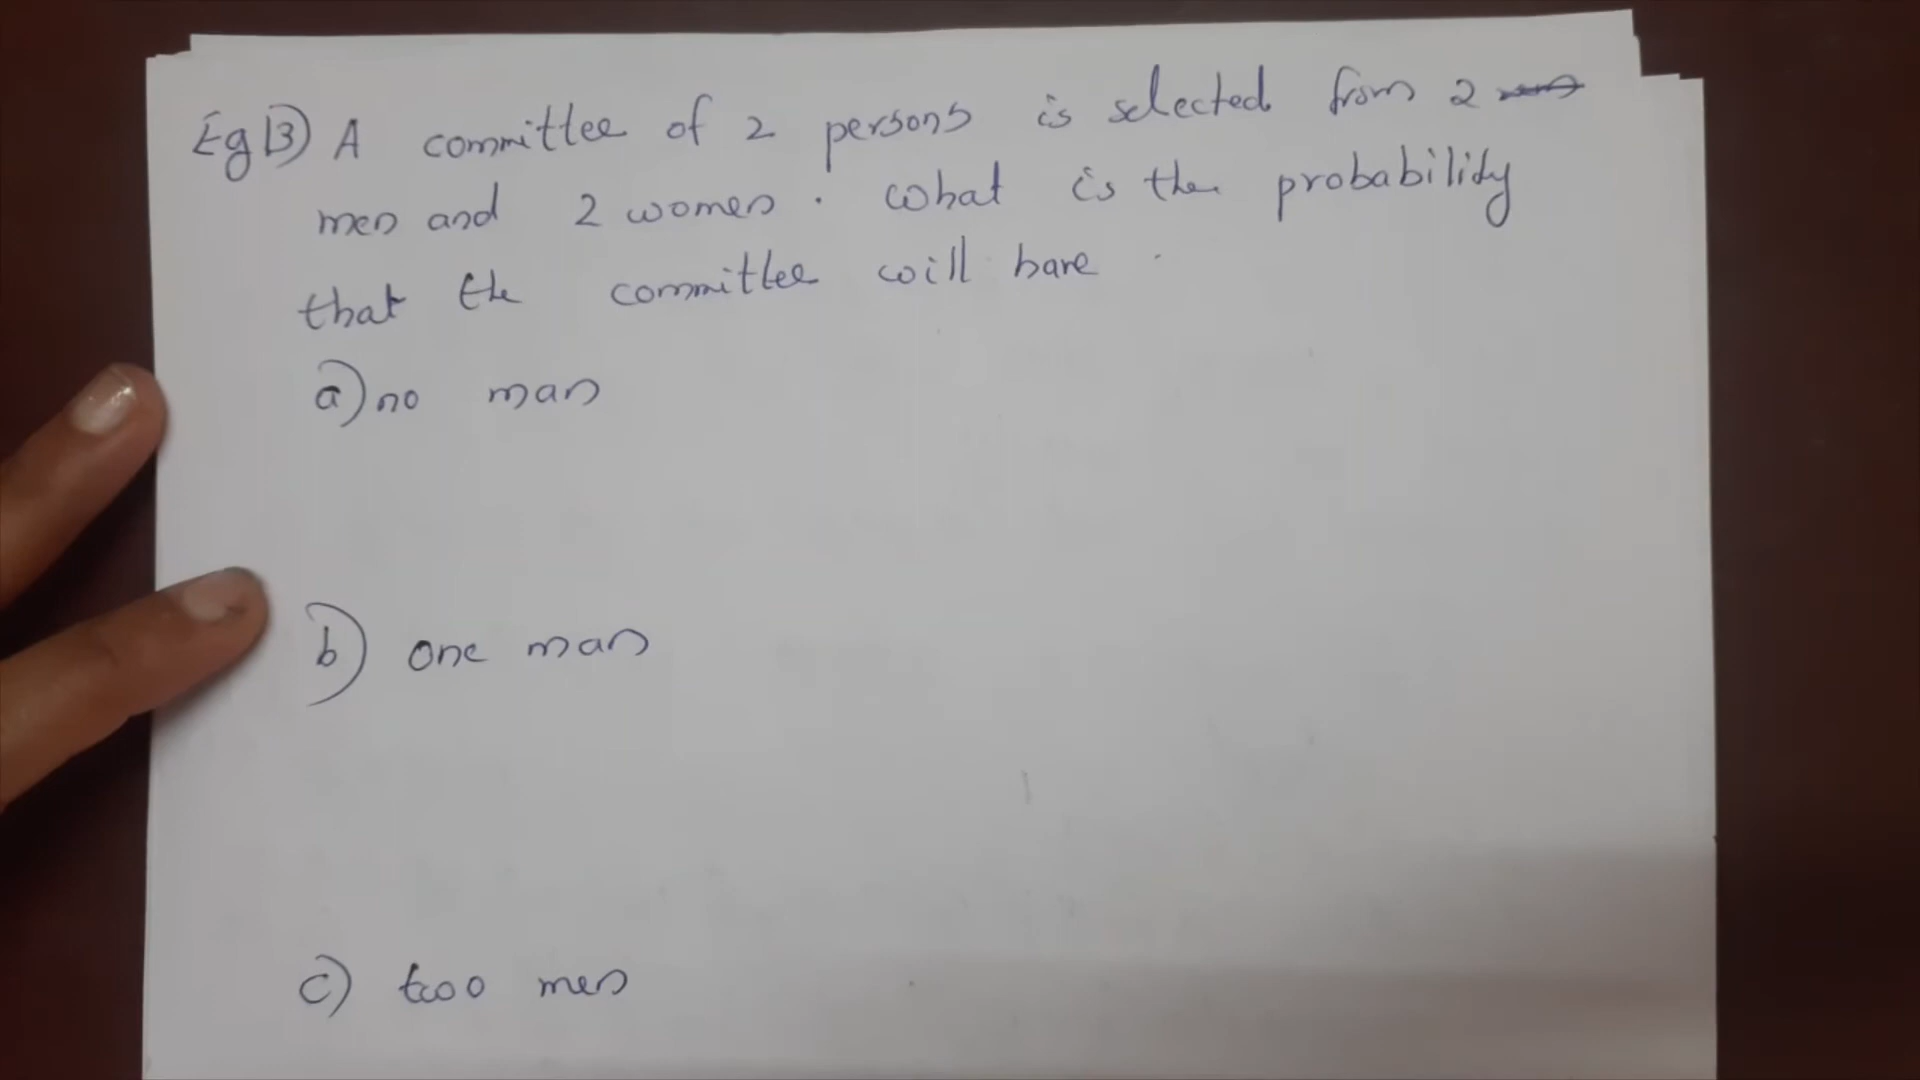 Eg 13) A committee of 2 persons is selected from 2
men and 2 women. What is the probability
that the committee will have
a) no man
b) one man
c) two men